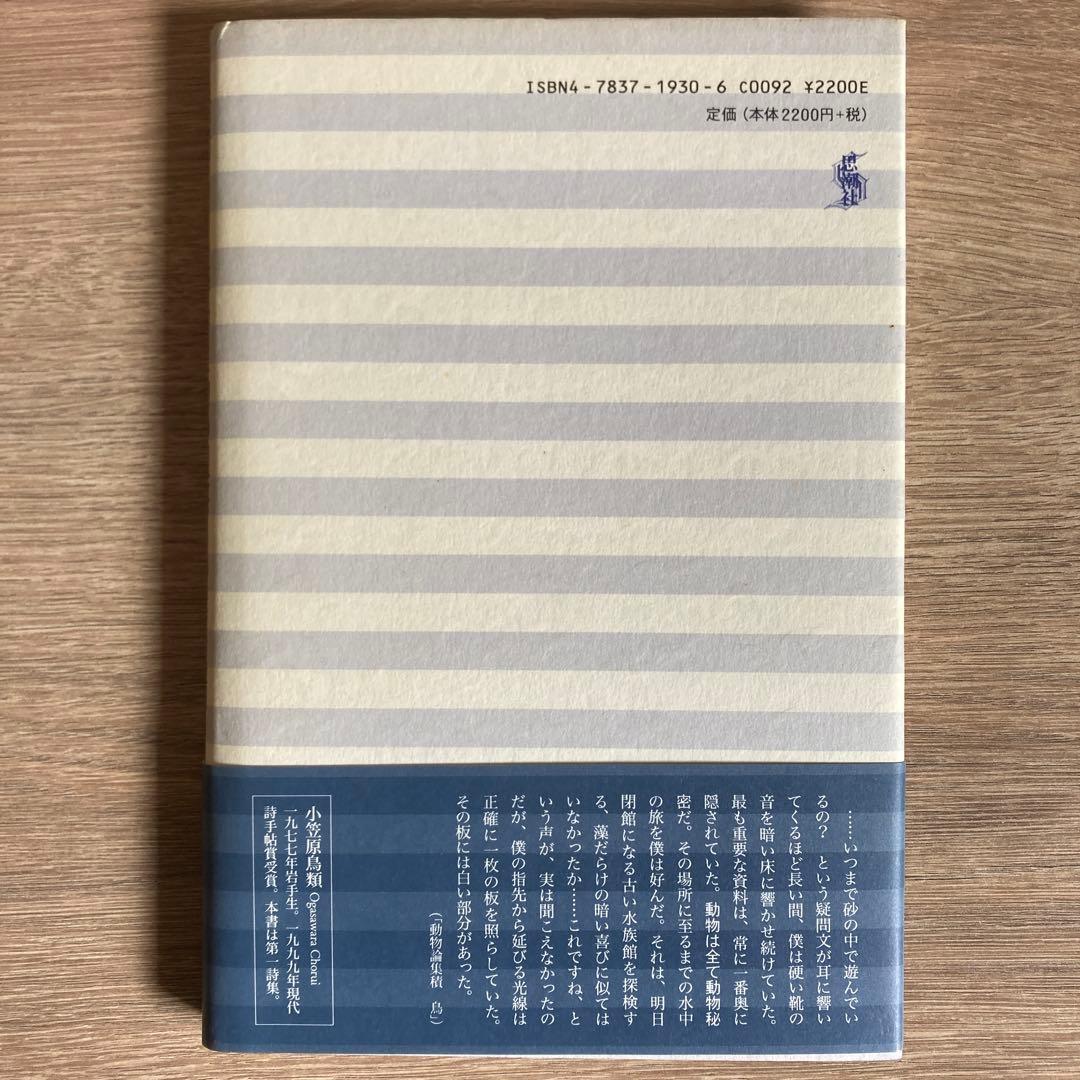 ISBN4-7837-1930-6 C0092 ¥2200E
定価(本体2200円+税)
思潮社
……いつまで砂の中で遊んでい
るの? という疑問文が耳に響い
てくるほど長い間、僕は硬い靴の
音を暗い床に響かせ続けていた。
最も重要な資料は、常に一番奥に
隠されていた。動物は全て動物秘
密だ。その場所に至るまでの水中
の旅を僕は好んだ。それは、明日
閉館になる古い水族館を探検す
る、藻だらけの暗い喜びに似ては
いなかったか……これですね、と
いう声が、実は聞こえなかったの
だが、僕の指先から延びる光線は
正確に一枚の板を照らしていた。
その板には白い部分があった。
(「動物論集積 鳥」)
小笠原鳥類 Ogasawara Chorui
一九七七年岩手生。一九九九年現代
詩手帖賞受賞。本書は第一詩集。